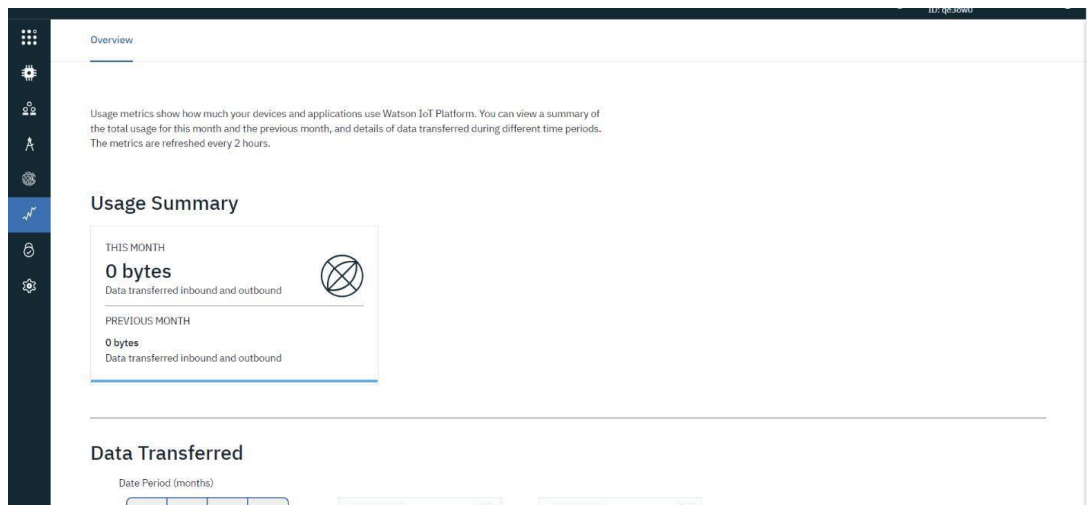 Overview
Usage metrics show how much your devices and applications use Watson IoT Platform. You can view a summary of
the total usage for this month and the previous month, and details of data transferred during different time periods.
The metrics are refreshed every 2 hours.
Usage Summary
THIS MONTH
0 bytes
Data transferred inbound and outbound
PREVIOUS MONTH
0 bytes
Data transferred inbound and outbound
Data Transferred
Date Period (months)